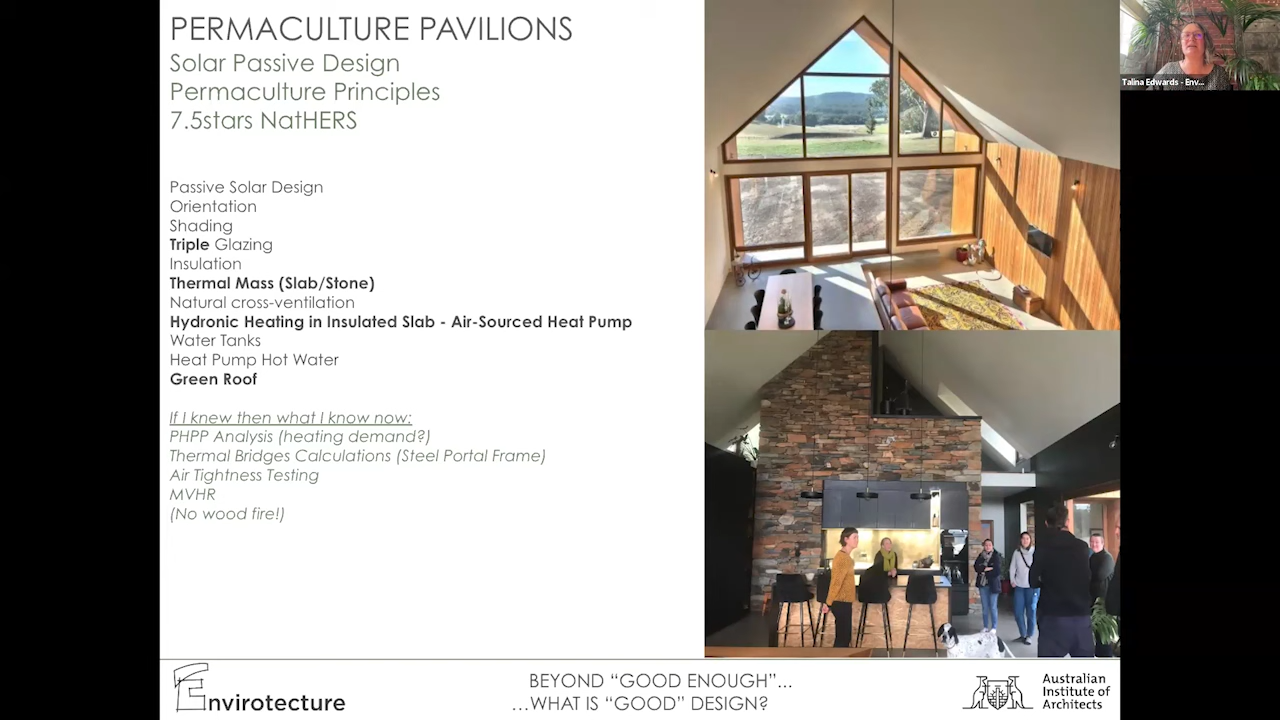 PERMACULTURE PAVILIONS
Solar Passive Design
Permaculture Principles
7.5stars NatHERS
Passive Solar Design
Orientation
Shading
Triple Glazing
Insulation
Thermal Mass (Slab/Stone)
Natural cross-ventilation
Hydronic Heating in Insulated Slab - Air-Sourced Heat Pump
Water Tanks
Heat Pump Hot Water
Green Roof
If I knew then what I know now:
PHPP Analysis (heating demand?)
Thermal Bridges Calculations (Steel Portal Frame)
Air Tightness Testing
MVHR
(No wood fire!)
Envirotecture
BEYOND “GOOD ENOUGH”...
...WHAT IS “GOOD” DESIGN?
Australian
Institute of
Architects
Talina Edwards - Env...